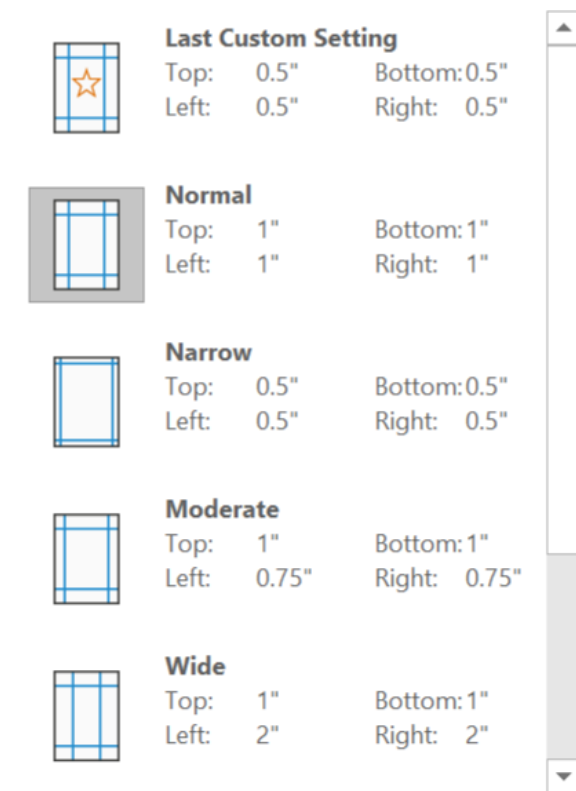 Last Custom Setting
Top: 0.5" Bottom: 0.5"
Left: 0.5" Right: 0.5"
Normal
Top: 1" Bottom: 1"
Left: 1" Right: 1"
Narrow
Top: 0.5" Bottom: 0.5"
Left: 0.5" Right: 0.5"
Moderate
Top: 1" Bottom: 1"
Left: 0.75" Right: 0.75"
Wide
Top: 1" Bottom: 1"
Left: 2" Right: 2"